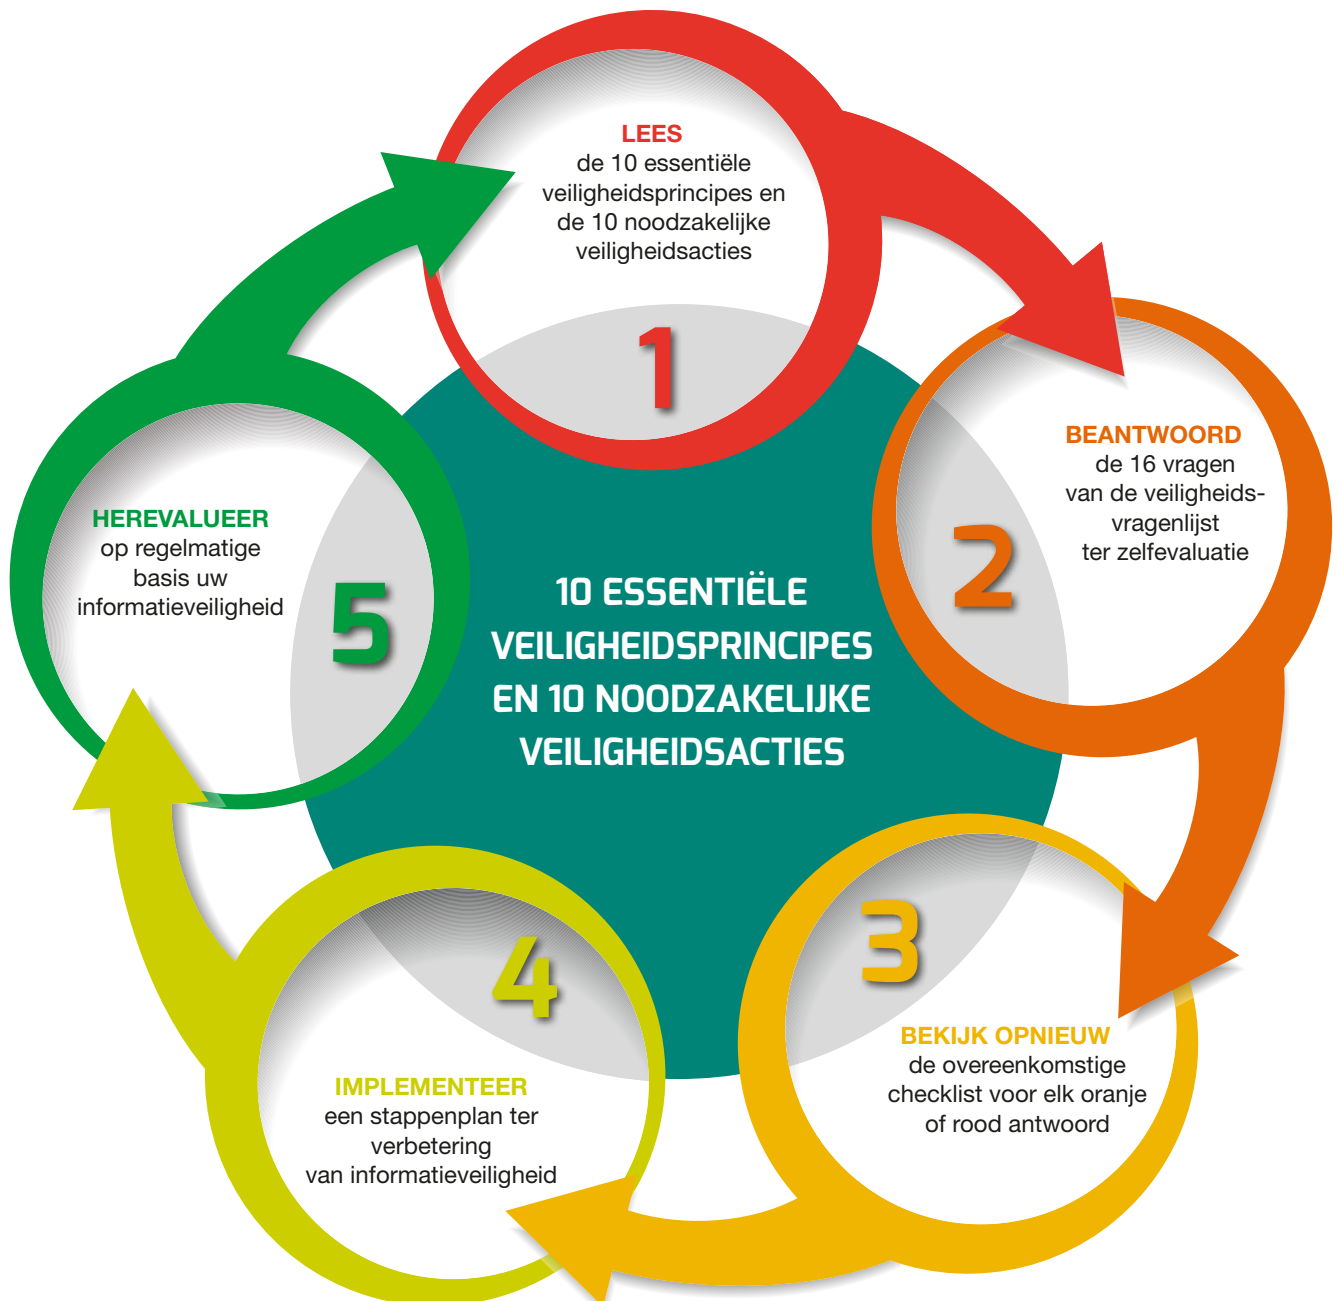 LEES
de 10 essentiële
veiligheidsprincipes en
de 10 noodzakelijke
veiligheidsacties
1
BEANTWOORD
de 16 vragen
van de veiligheids-
vragenlijst
ter zelfevaluatie
2
BEKIJK OPNIEUW
de overeenkomstige
checklist voor elk oranje
of rood antwoord
3
IMPLEMENTEER
een stappenplan ter
verbetering
van informatieveiligheid
4
HEREVALUEER
op regelmatige
basis uw
informatieveiligheid
5
10 ESSENTIËLE
VEILIGHEIDSPRINCIPES
EN 10 NOODZAKELIJKE
VEILIGHEIDSACTIES